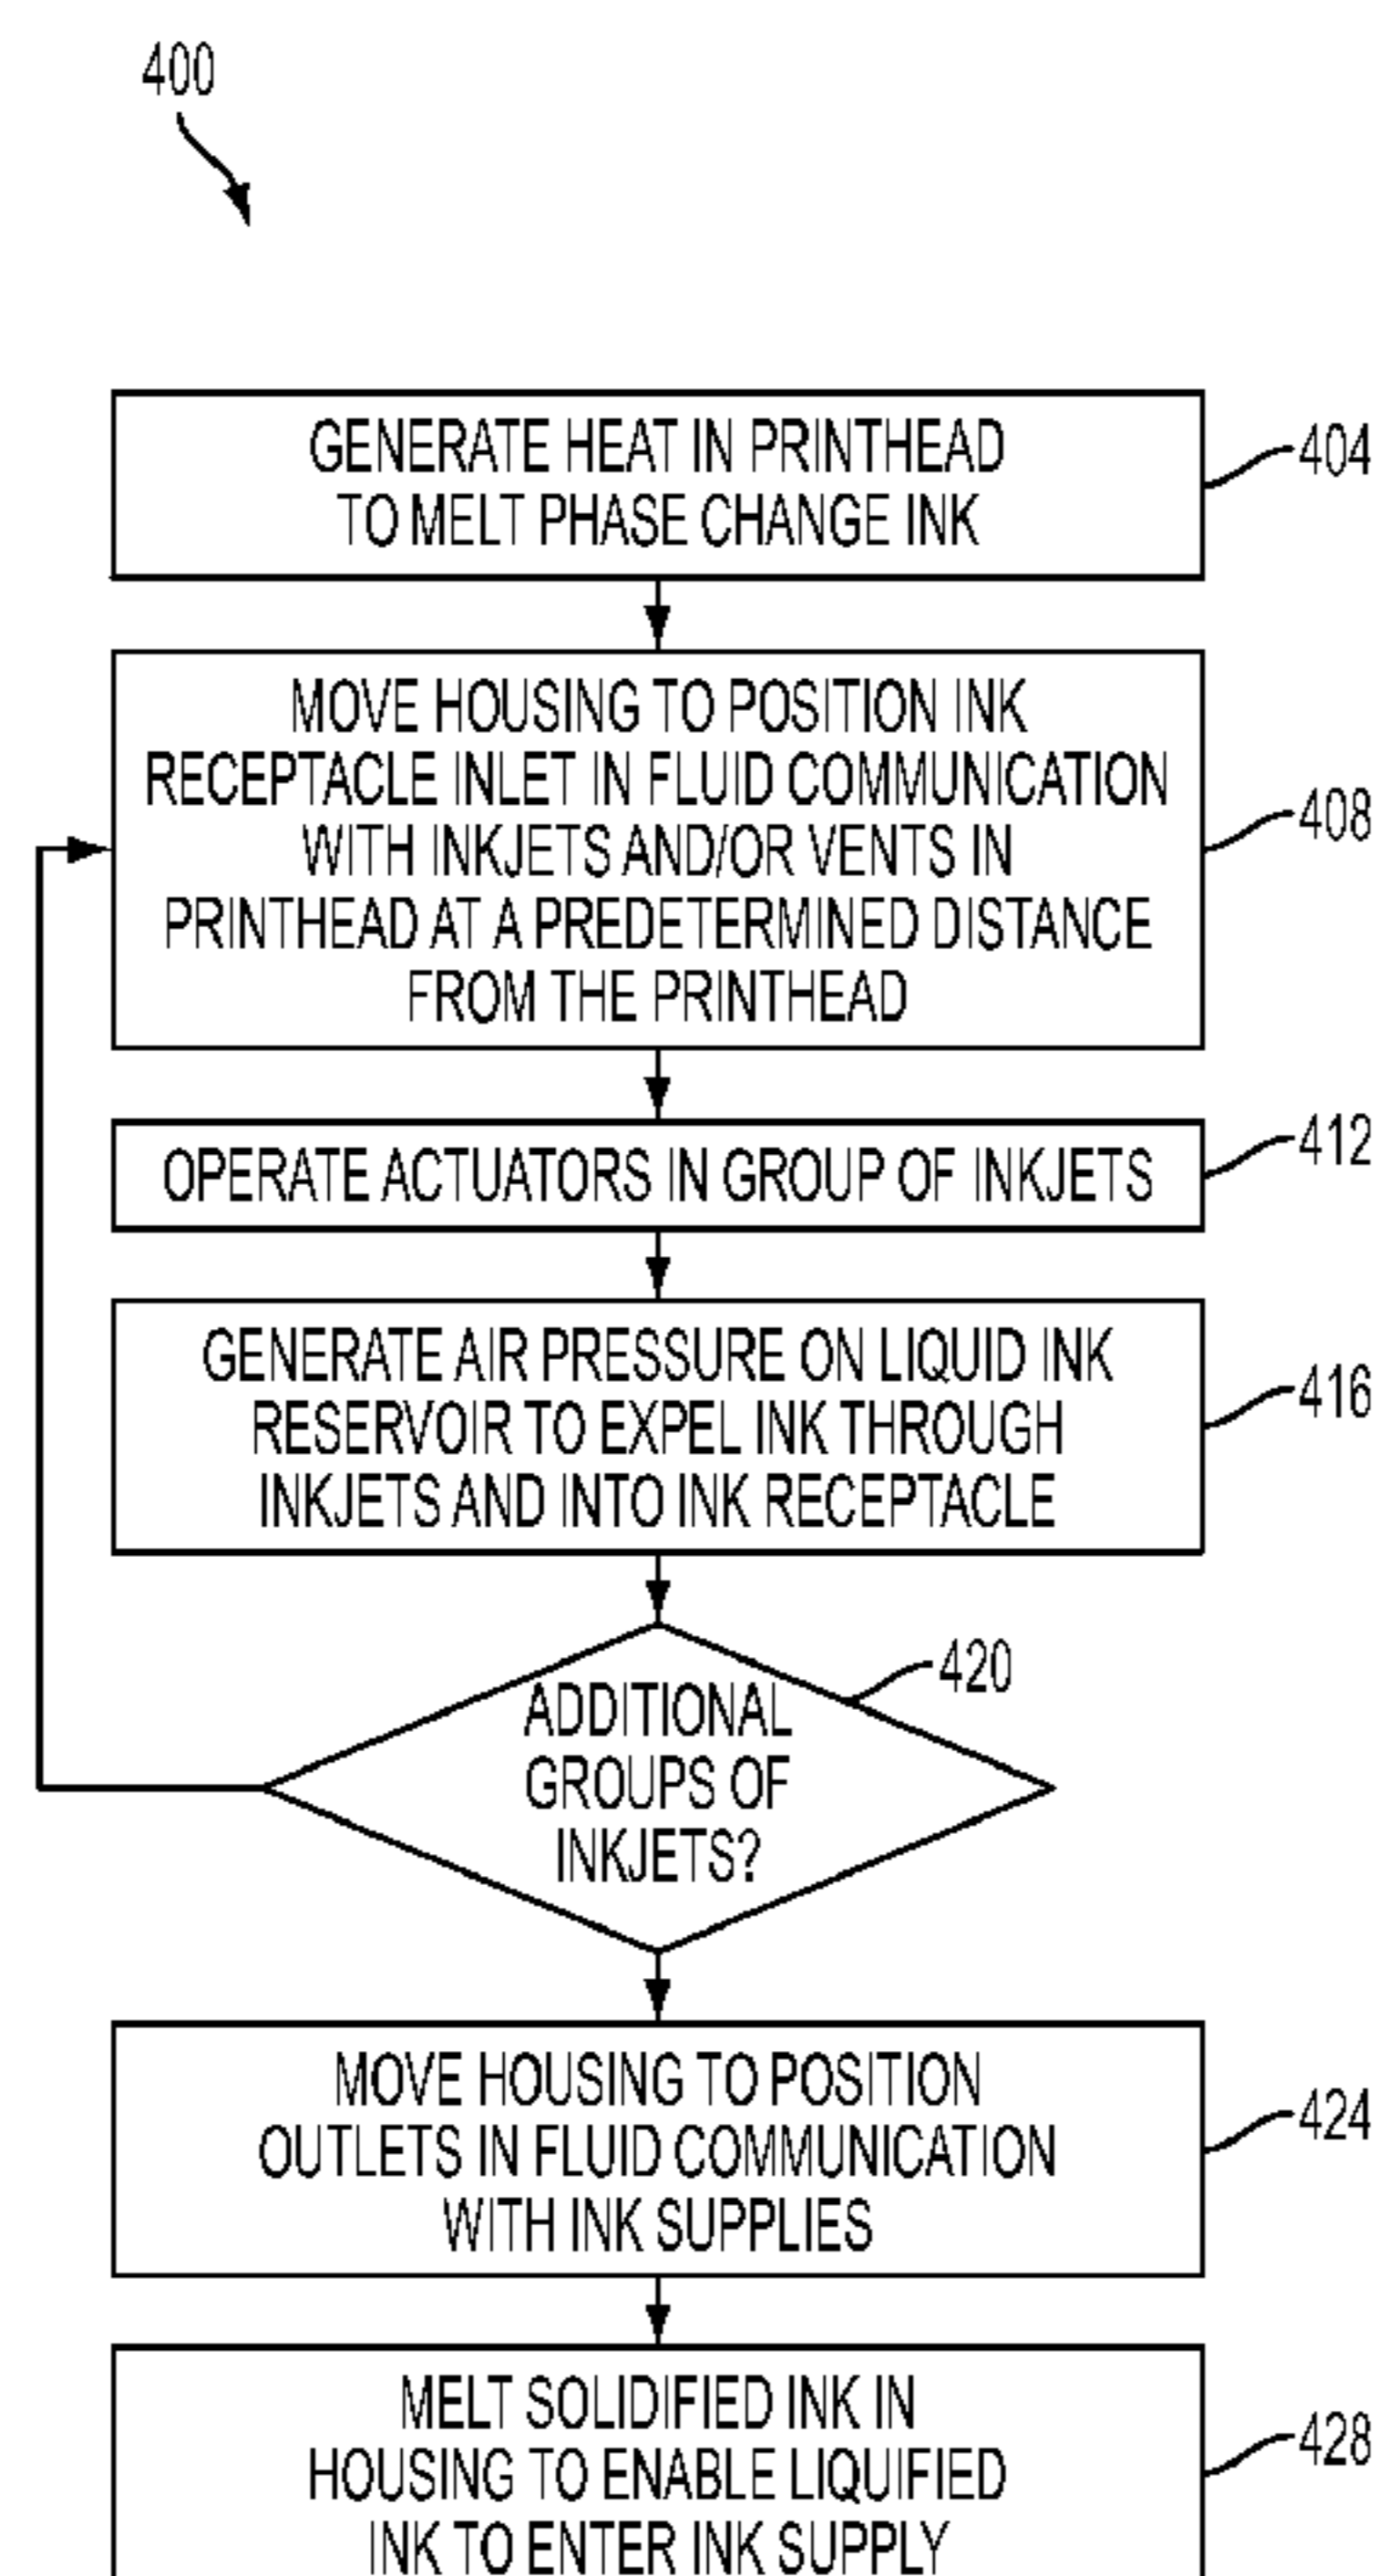 400
GENERATE HEAT IN PRINTHEAD
TO MELT PHASE CHANGE INK
404
MOVE HOUSING TO POSITION INK
RECEPTACLE INLET IN FLUID COMMUNICATION
WITH INKJETS AND/OR VENTS IN
PRINTHEAD AT A PREDETERMINED DISTANCE
FROM THE PRINTHEAD
408
OPERATE ACTUATORS IN GROUP OF INKJETS
412
GENERATE AIR PRESSURE ON LIQUID INK
RESERVOIR TO EXPEL INK THROUGH
INKJETS AND INTO INK RECEPTACLE
416
ADDITIONAL
GROUPS OF
INKJETS?
420
MOVE HOUSING TO POSITION
OUTLETS IN FLUID COMMUNICATION
WITH INK SUPPLIES
424
MELT SOLIDIFIED INK IN
HOUSING TO ENABLE LIQUIFIED
INK TO ENTER INK SUPPLY
428